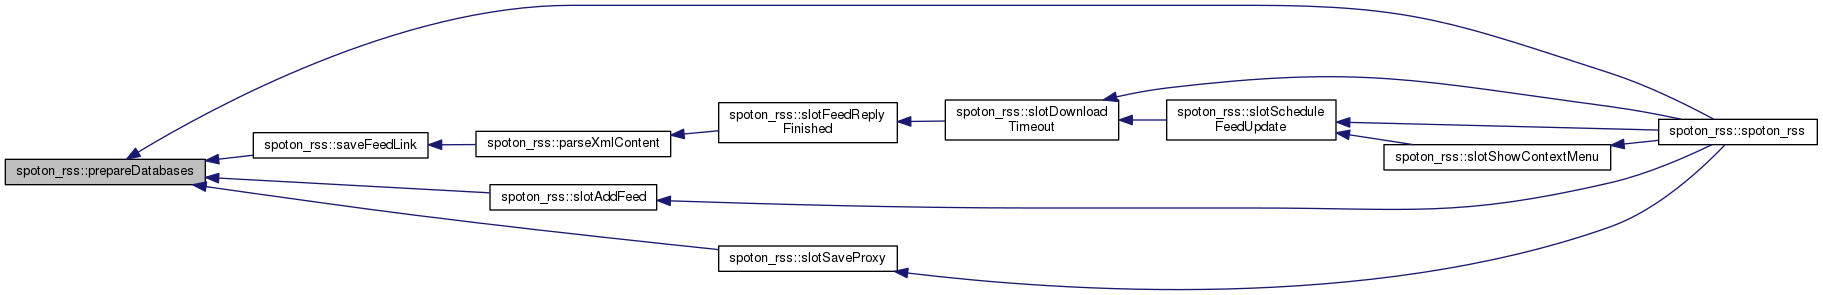 spoton_rss::prepareDatabases
spoton_rss::saveFeedLink
spoton_rss::parseXmlContent
spoton_rss::slotFeedReply
Finished
spoton_rss::slotDownload
Timeout
spoton_rss::slotSchedule
FeedUpdate
spoton_rss::slotShowContextMenu
spoton_rss::spoton_rss
spoton_rss::slotAddFeed
spoton_rss::slotSaveProxy